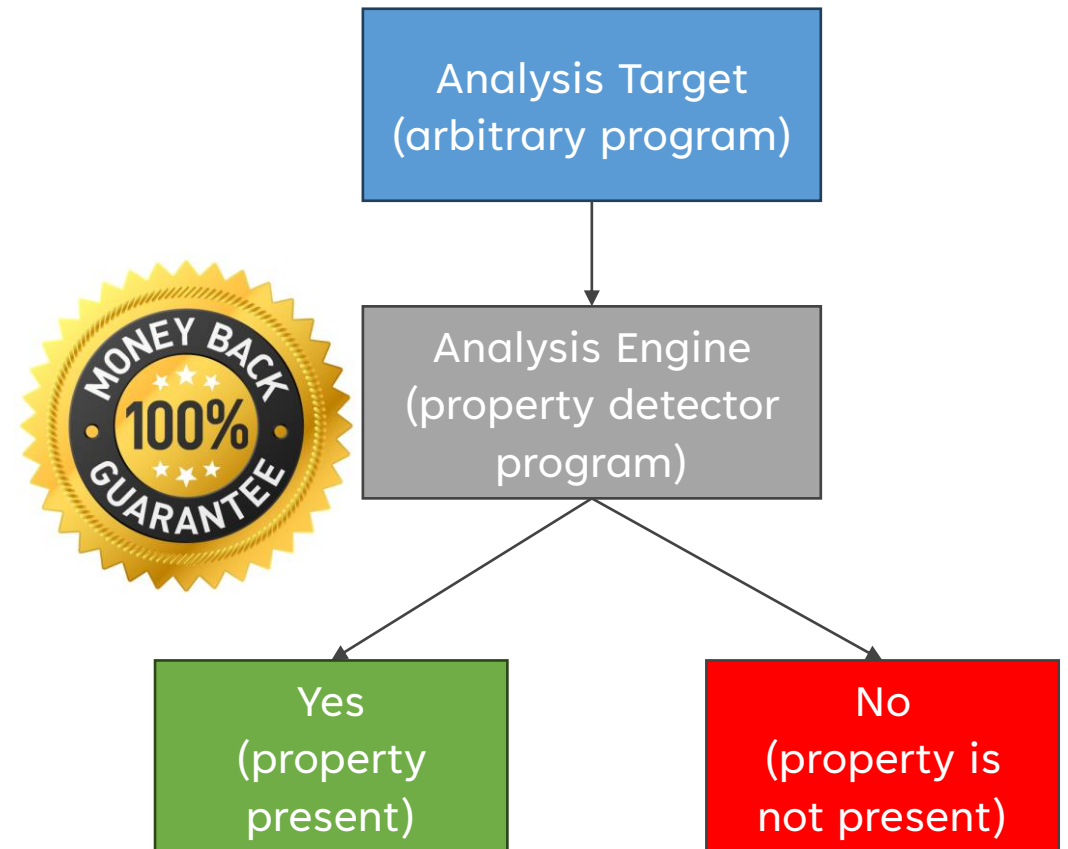 Analysis Target
(arbitrary program)
MONEY BACK
100%
GUARANTEE
Analysis Engine
(property detector
program)
Yes
(property
present)
No
(property is
not present)